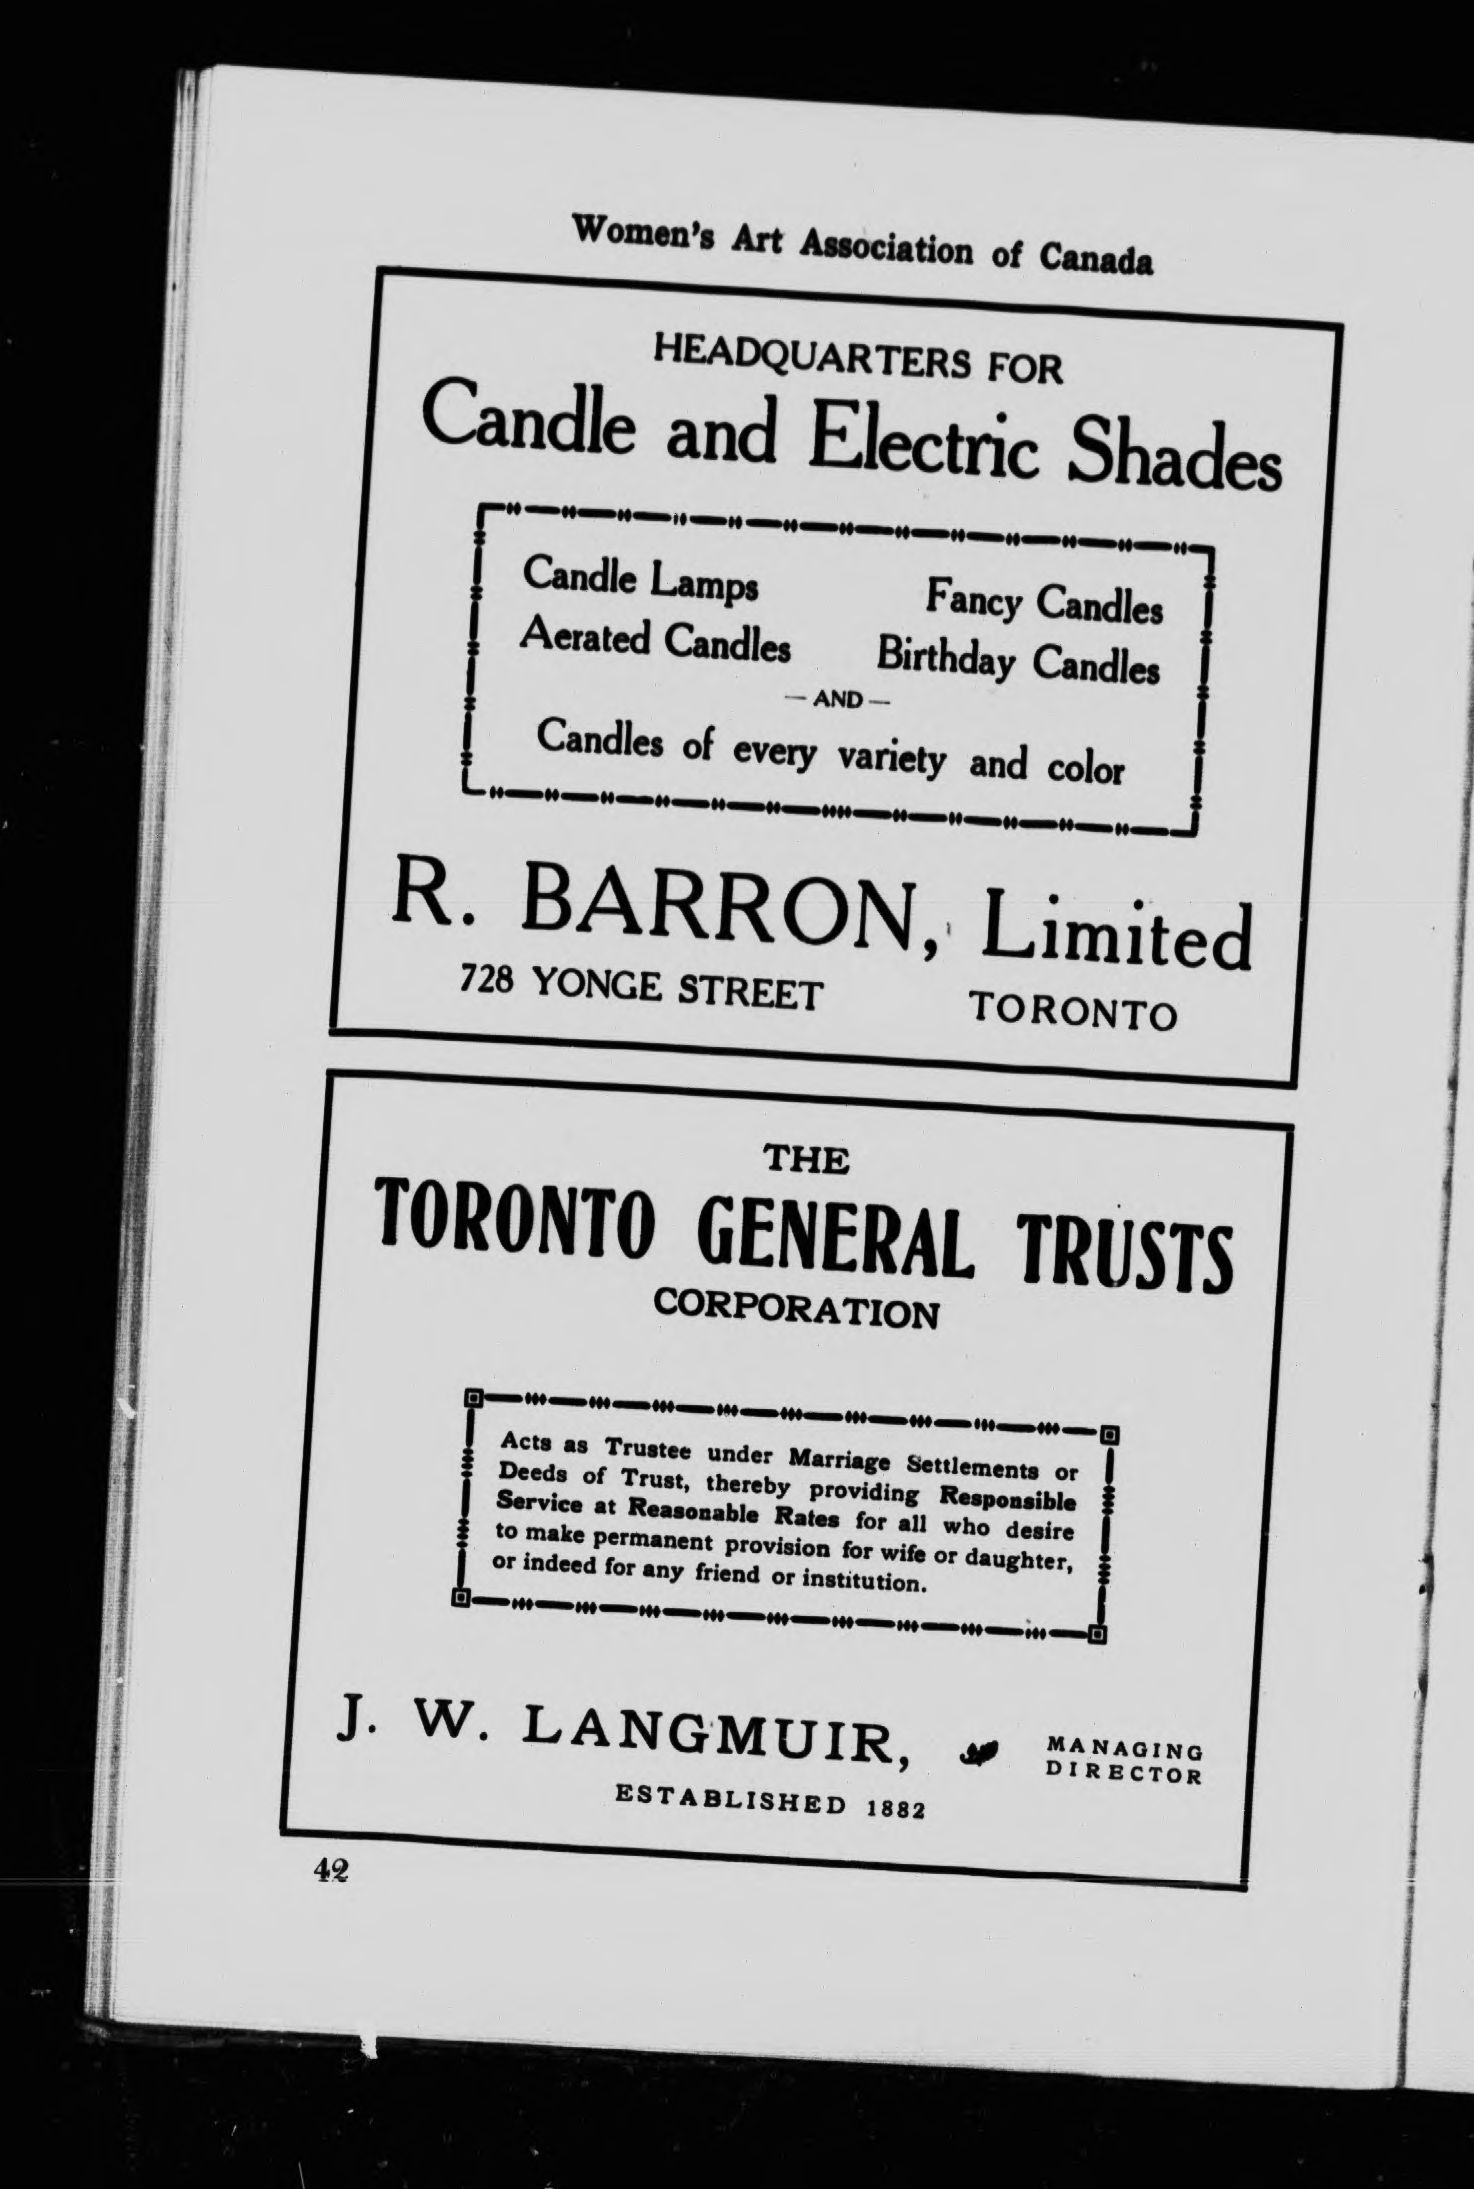 Women's Art Association of Canada
HEADQUARTERS FOR
Candle and Electric Shades
Candle Lamps Fancy Candles
Aerated Candles Birthday Candles
— AND —
Candles of every variety and color
R. BARRON, Limited
728 YONGE STREET TORONTO
THE
TORONTO GENERAL TRUSTS
CORPORATION
Acts as Trustee under Marriage Settlements or
Deeds of Trust, thereby providing Responsible
Service at Reasonable Rates for all who desire
to make permanent provision for wife or daughter,
or indeed for any friend or institution.
J. W. LANGMUIR, MANAGING
DIRECTOR
ESTABLISHED 1882
42